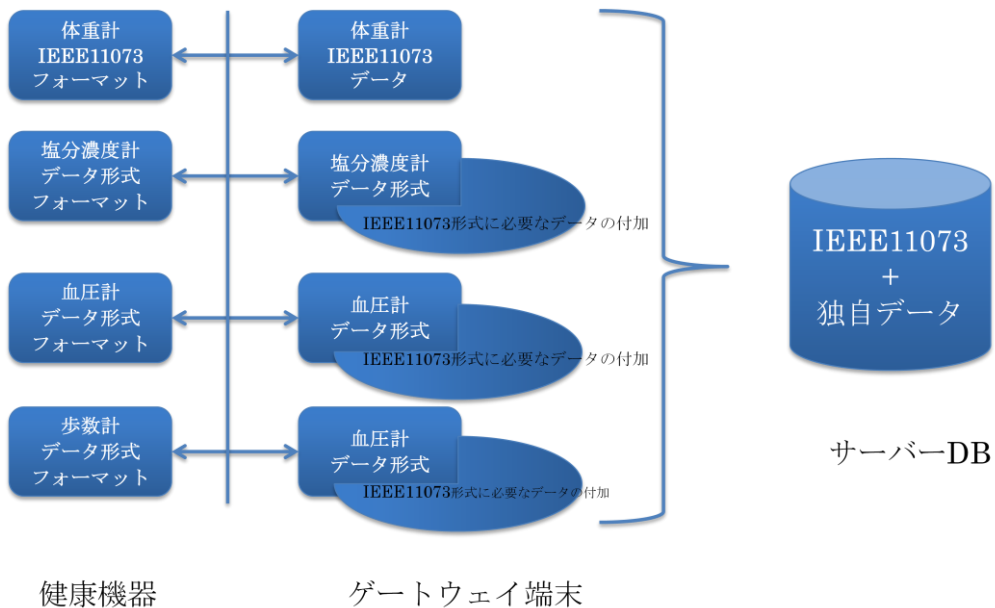 体重計
IEEE11073
フォーマット
体重計
IEEE11073
データ
塩分濃度計
データ形式
フォーマット
塩分濃度計
データ形式
IEEE11073形式に必要なデータの付加
血圧計
データ形式
フォーマット
血圧計
データ形式
IEEE11073形式に必要なデータの付加
歩数計
データ形式
フォーマット
血圧計
データ形式
IEEE11073形式に必要なデータの付加
IEEE11073
+
独自データ
サーバーDB
健康機器
ゲートウェイ端末